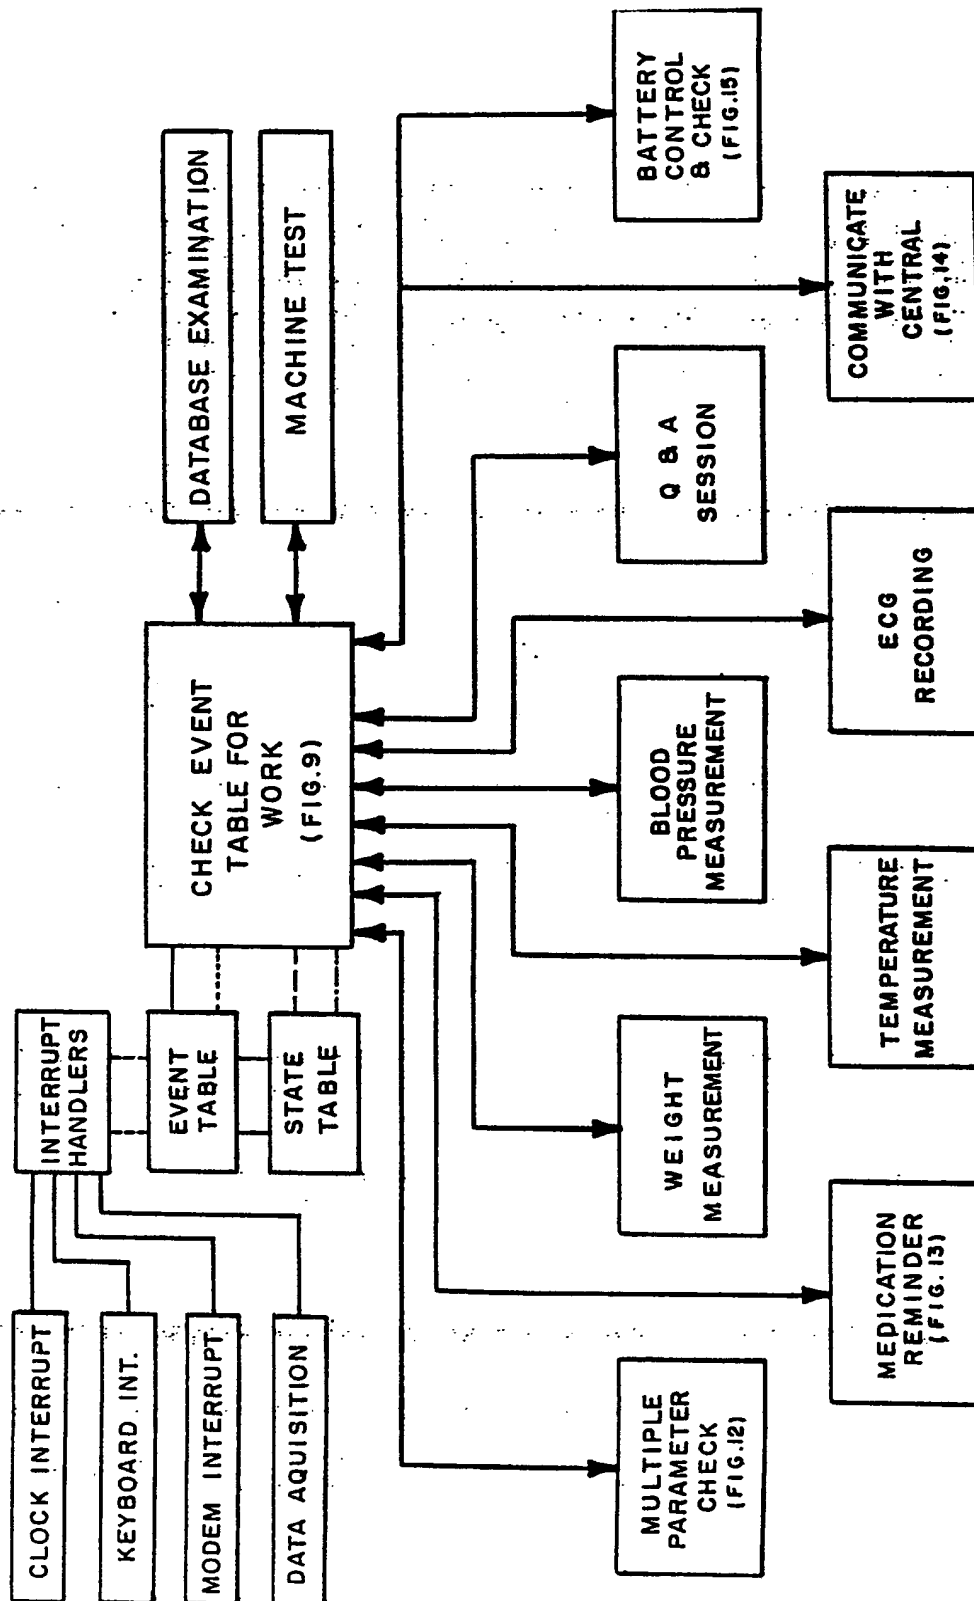 CLOCK INTERRUPT
KEYBOARD INT.
MODEM INTERRUPT
DATA AQUISITION
INTERRUPT
HANDLERS
EVENT
TABLE
STATE
TABLE
CHECK EVENT
TABLE FOR
WORK
(FIG.9)
DATABASE EXAMINATION
MACHINE TEST
MULTIPLE
PARAMETER
CHECK
(FIG.12)
WEIGHT
MEASUREMENT
BLOOD
PRESSURE
MEASUREMENT
Q & A
SESSION
BATTERY
CONTROL
& CHECK
(FIG.15)
MEDICATION
REMINDER
(FIG.13)
TEMPERATURE
MEASUREMENT
ECG
RECORDING
COMMUNICATE
WITH
CENTRAL
(FIG,14)